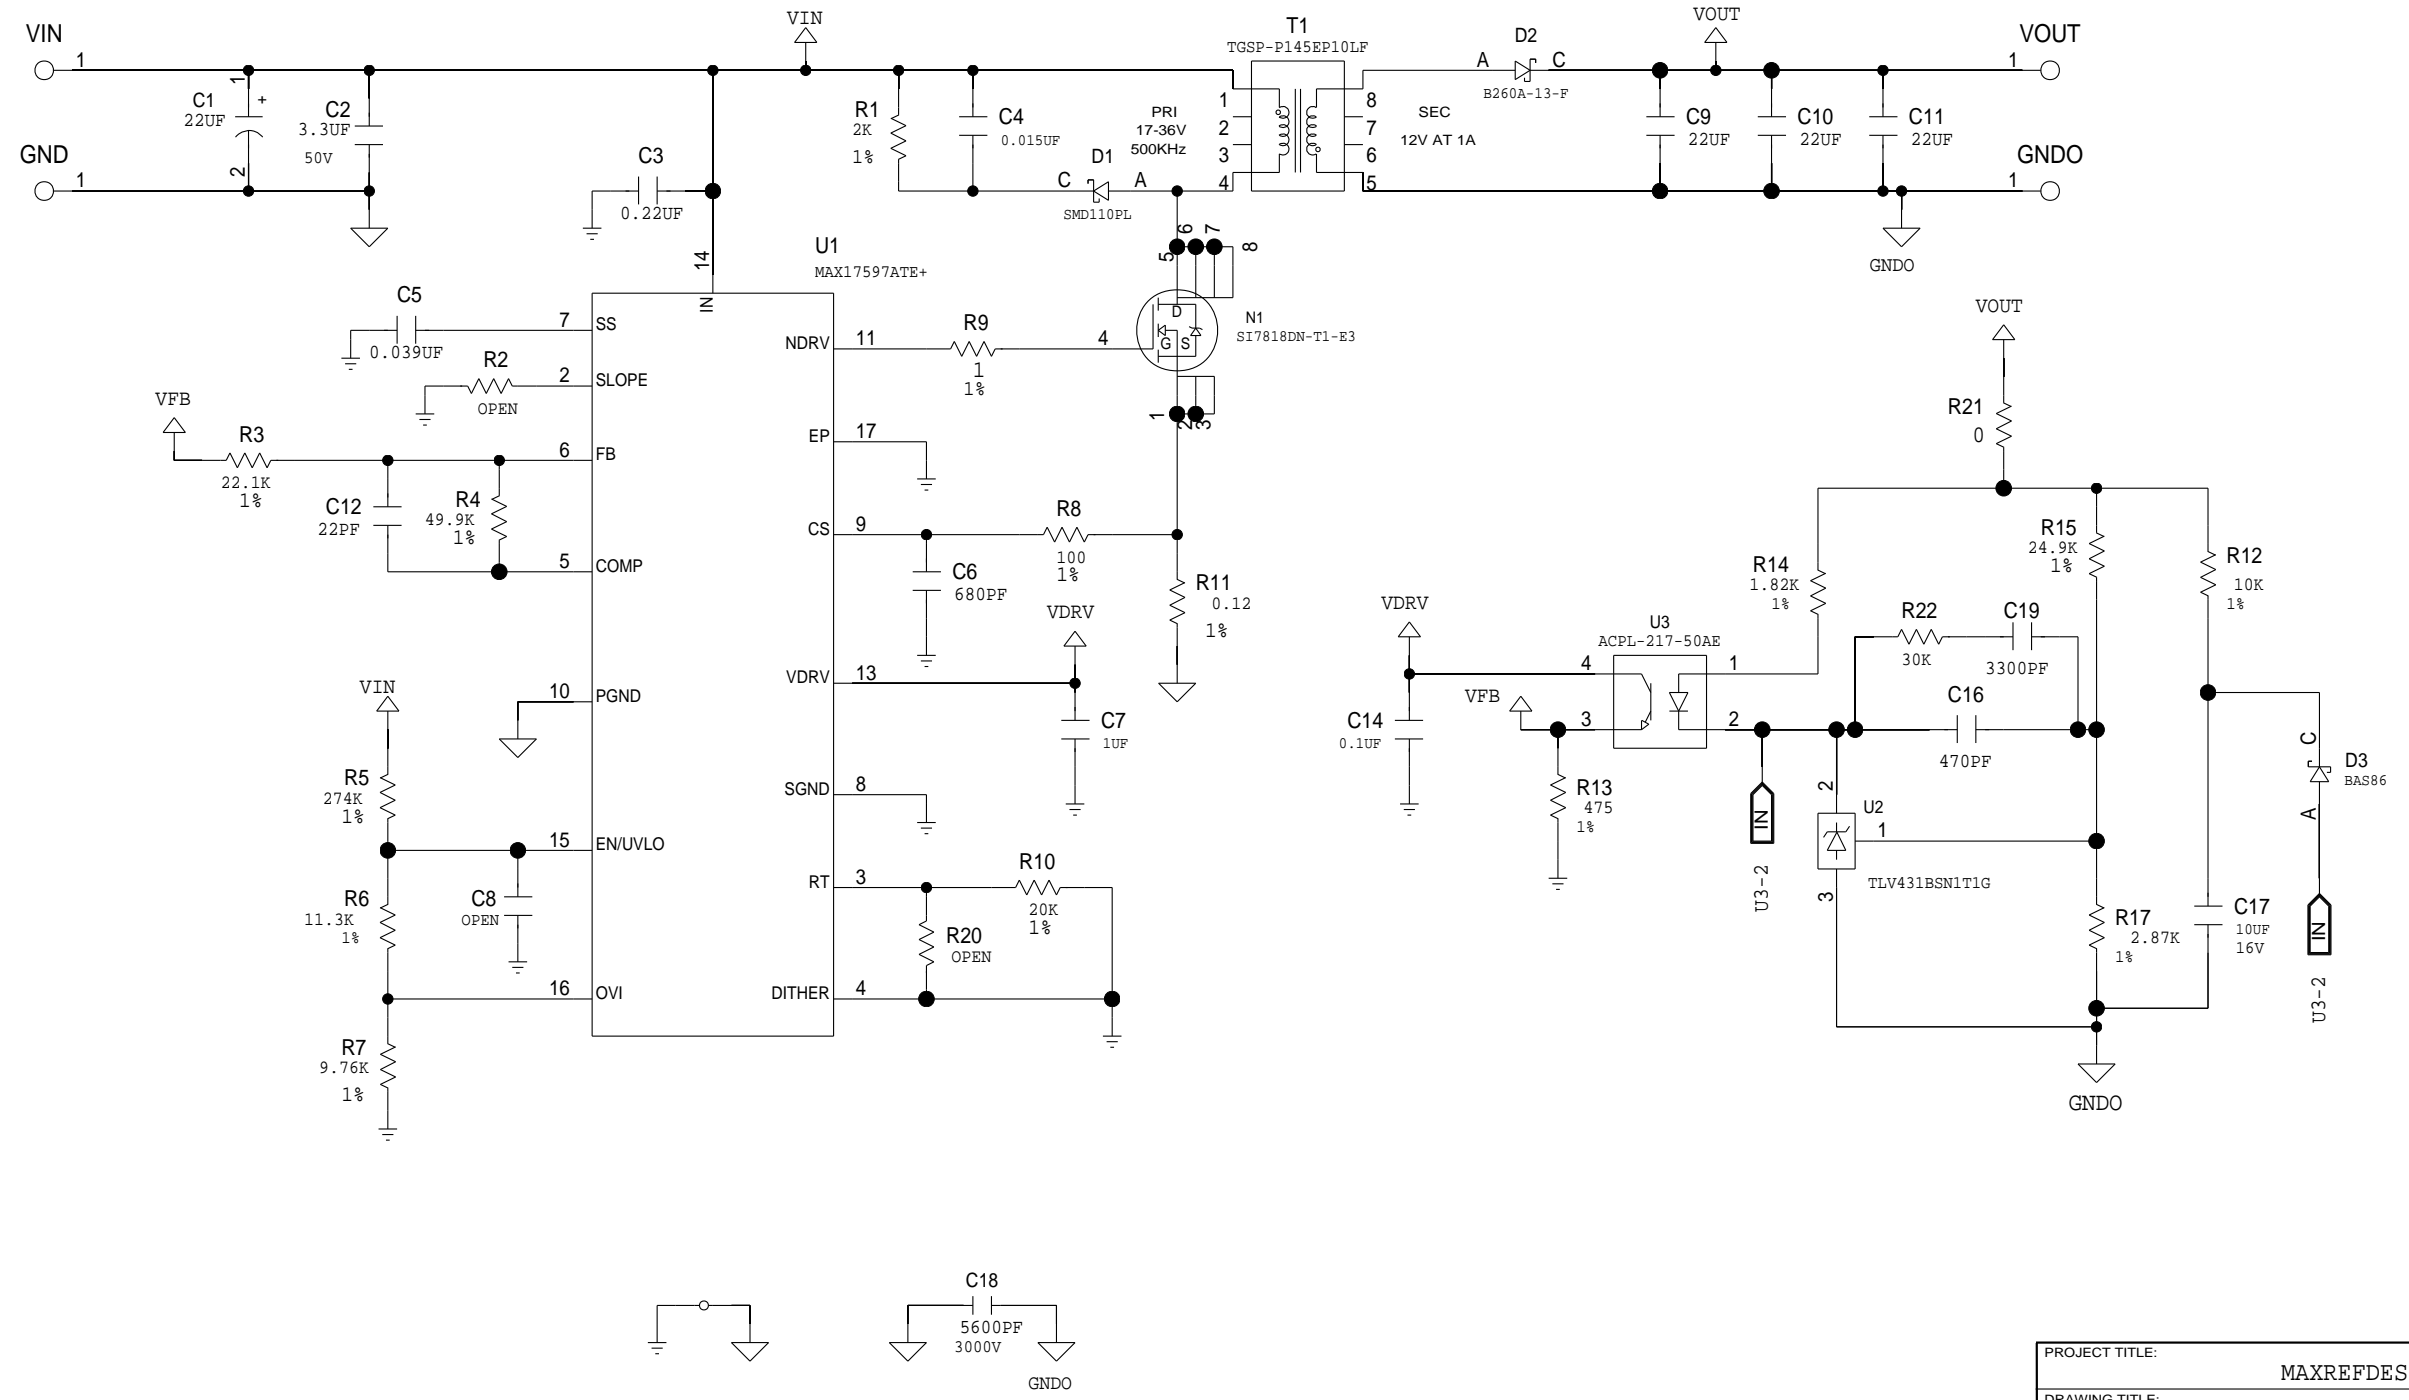 VIN
1
GND
1
C1
22UF
1
+
2
C2
3.3UF
50V
VIN
C3
0.22UF
14
R1
2K
1%
C4
0.015UF
D1
C
A
SMD110PL
PRI
17-36V
500KHz
T1
TGSP-P145EP10LF
1
2
3
4
8
7
6
5
SEC
12V AT 1A
D2
A
C
B260A-13-F
VOUT
C9
22UF
C10
22UF
C11
22UF
VOUT
1
GNDO
1
GNDO
U1
MAX17597ATE+
IN
C5
0.039UF
7
SS
R2
OPEN
2
SLOPE
VFB
R3
22.1K
1%
6
FB
C12
22PF
R4
49.9K
1%
5
COMP
10
PGND
VIN
R5
274K
1%
15
EN/UVLO
R6
11.3K
1%
C8
OPEN
16
OVI
R7
9.76K
1%
NDRV
11
R9
1
1%
4
5
6
7
8
D
G
S
N1
SI7818DN-T1-E3
1
2
3
EP
17
CS
9
R8
100
1%
C6
680PF
R11
0.12
1%
VDRV
VDRV
13
C7
1UF
SGND
8
RT
3
R10
20K
1%
R20
OPEN
DITHER
4
VOUT
R21
0
R14
1.82K
1%
R15
24.9K
1%
R12
10K
1%
VDRV
U3
ACPL-217-50AE
4
1
R22
30K
C19
3300PF
VFB
3
2
C16
470PF
C14
0.1UF
R13
475
1%
IN
U3-2
2
U2
1
TLV431BSN1T1G
3
R17
2.87K
1%
C17
10UF
16V
C
D3
BAS86
A
IN
U3-2
GNDO
C18
5600PF
3000V
GNDO
PROJECT TITLE:
MAXREFDES
DRAWING TITLE: